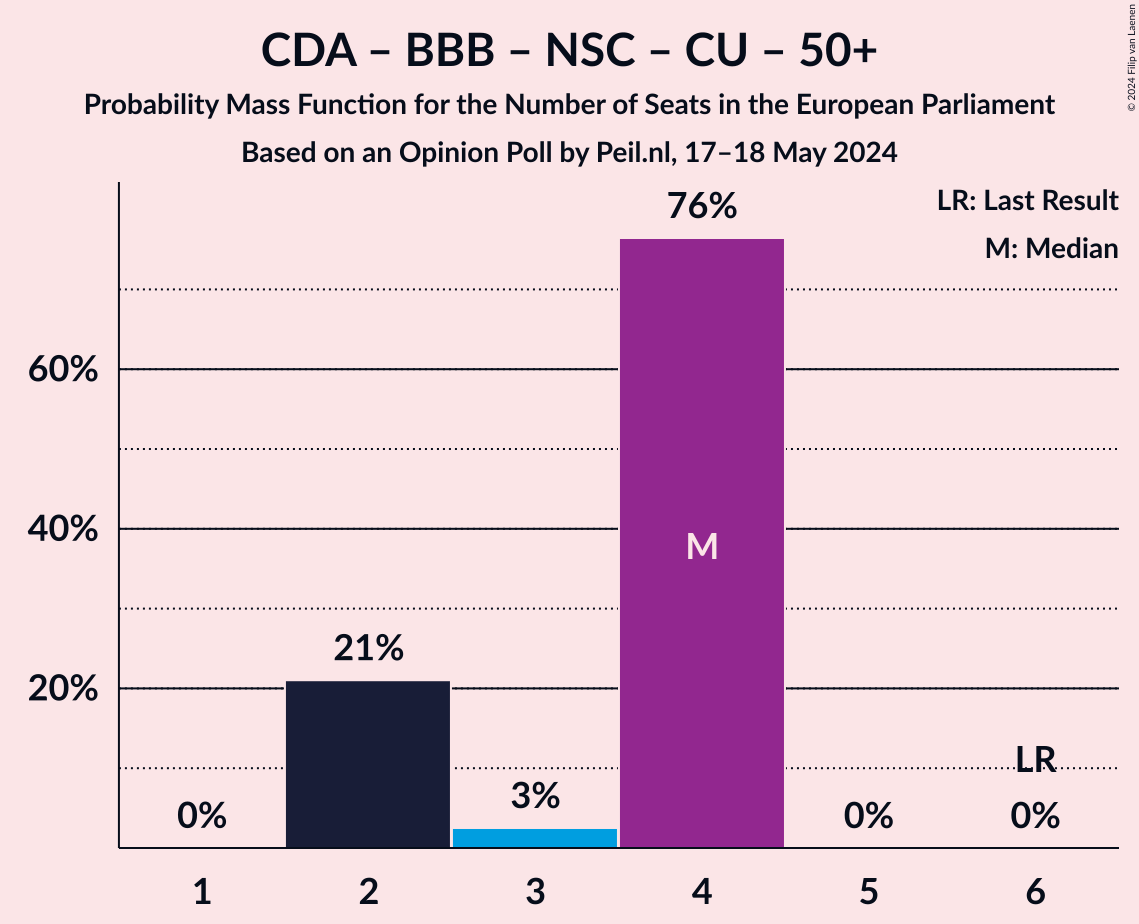 CDA – BBB – NSC – CU – 50+
Probability Mass Function for the Number of Seats in the European Parliament
Based on an Opinion Poll by Peil.nl, 17–18 May 2024
© 2024 Filip van Laenen
LR: Last Result
M: Median
76%
60%
40%
M
21%
20%
LR
3%
0%
0%
0%
1
2
3
4
5
6